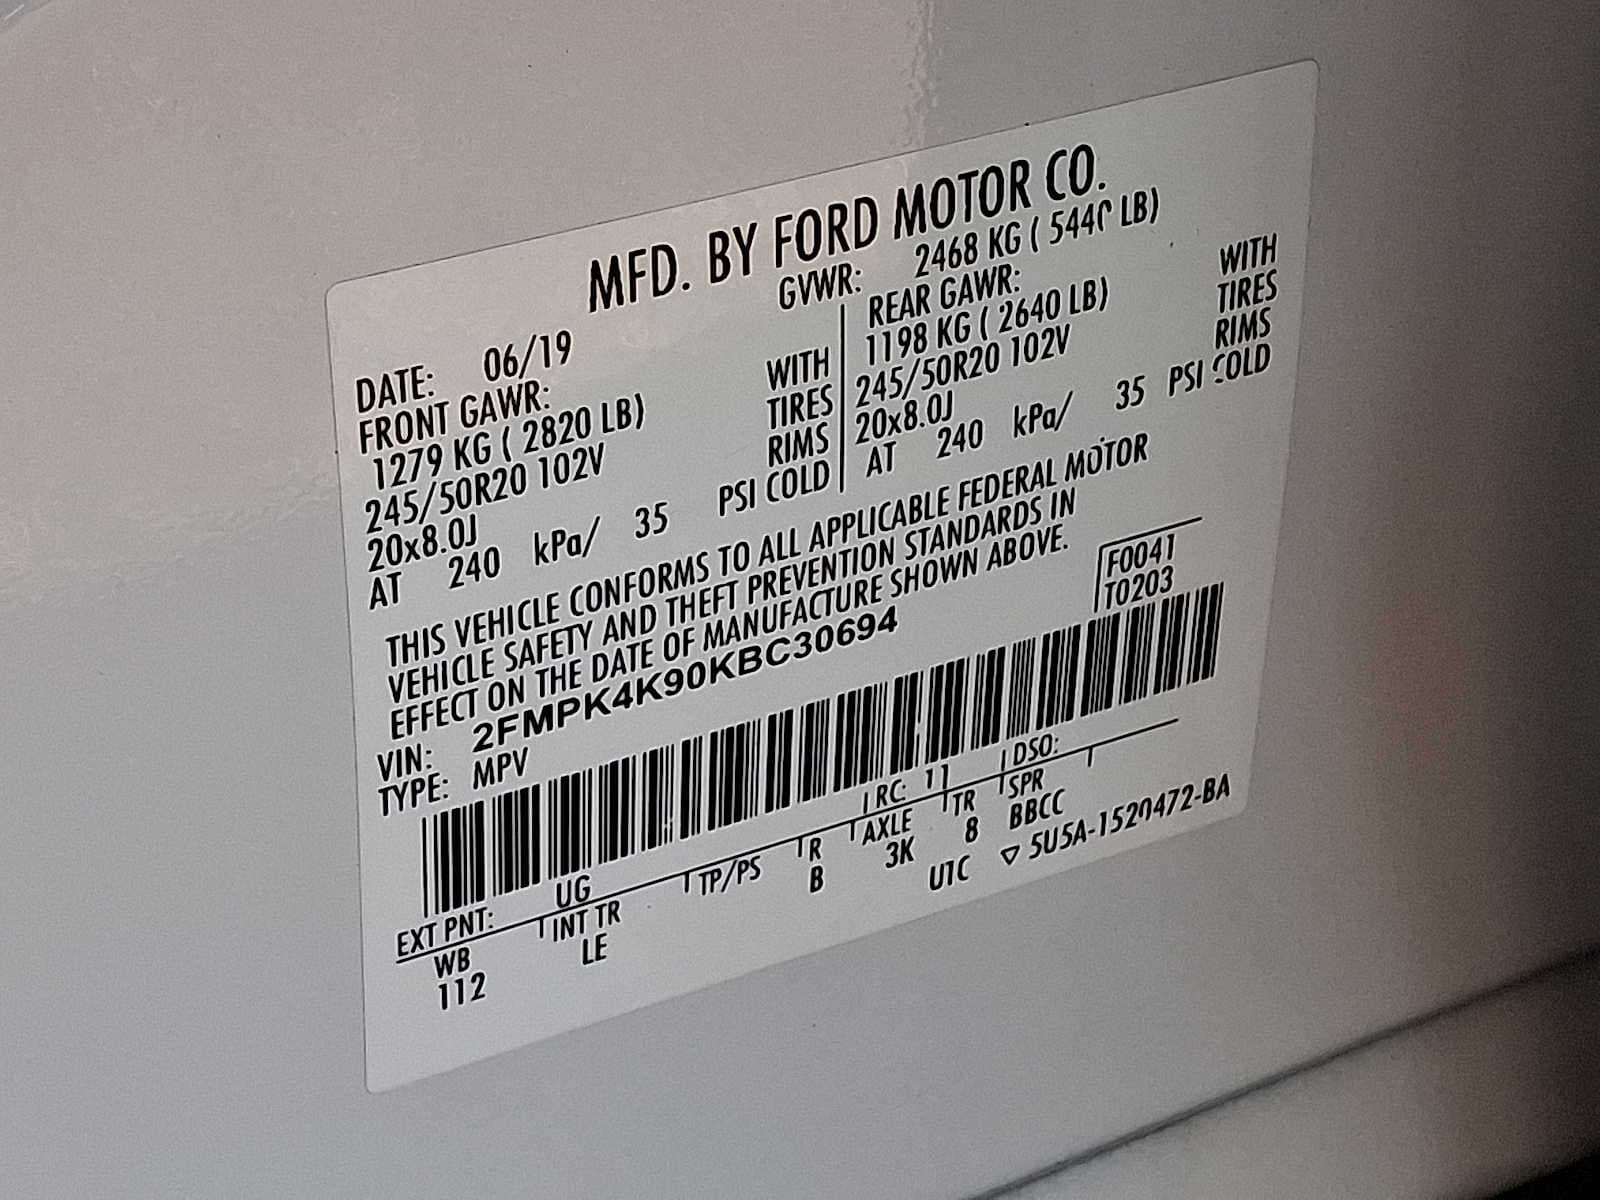 MFD. BY FORD MOTOR CO.
DATE: 06/19 GVWR: 2468 KG ( 5440 LB)
FRONT GAWR: REAR GAWR:
1279 KG ( 2820 LB) WITH 1198 KG ( 2640 LB) WITH
245/50R20 102V TIRES 245/50R20 102V TIRES
20x8.0J RIMS 20x8.0J RIMS
AT 240 kPa/ 35 PSI COLD AT 240 kPa/ 35 PSI COLD
THIS VEHICLE CONFORMS TO ALL APPLICABLE FEDERAL MOTOR
VEHICLE SAFETY AND THEFT PREVENTION STANDARDS IN
EFFECT ON THE DATE OF MANUFACTURE SHOWN ABOVE.
VIN: 2FMPK4K90KBC30694 F0041
TYPE: MPV T0203
EXT PNT: UG RC: 11 DSO:
WB INT TR TP/PS R AXLE TR SPR
112 LE B 3K 8 BBCC
UTC ▽ 5U5A-1520472-BA